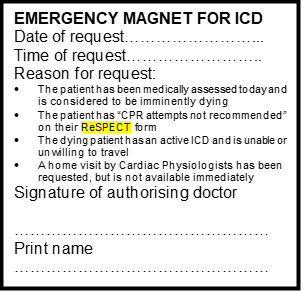 EMERGENCY MAGNET FOR ICD
Date of request……………………..
Time of request…………………..
Reason for request:
• The patient has been medically assessed today and
is considered to be imminently dying
• The patient has “CPR attempts not recommended”
on their ReSPECT form
• The dying patient has an active ICD and is unable or
unwilling to travel
• A home visit by Cardiac Physiologists has been
requested, but is not available immediately
Signature of authorising doctor
……………………………………………
Print name
……………………………………………